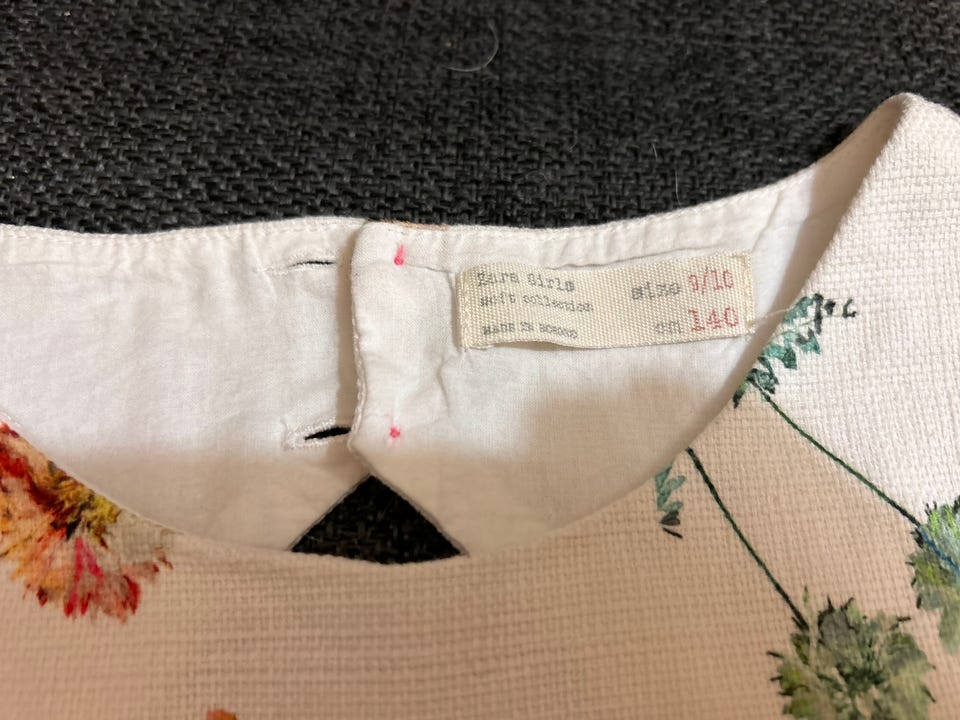 Zara Girls
soft collection
MADE IN MOROCCO
size 9/10
cm 140